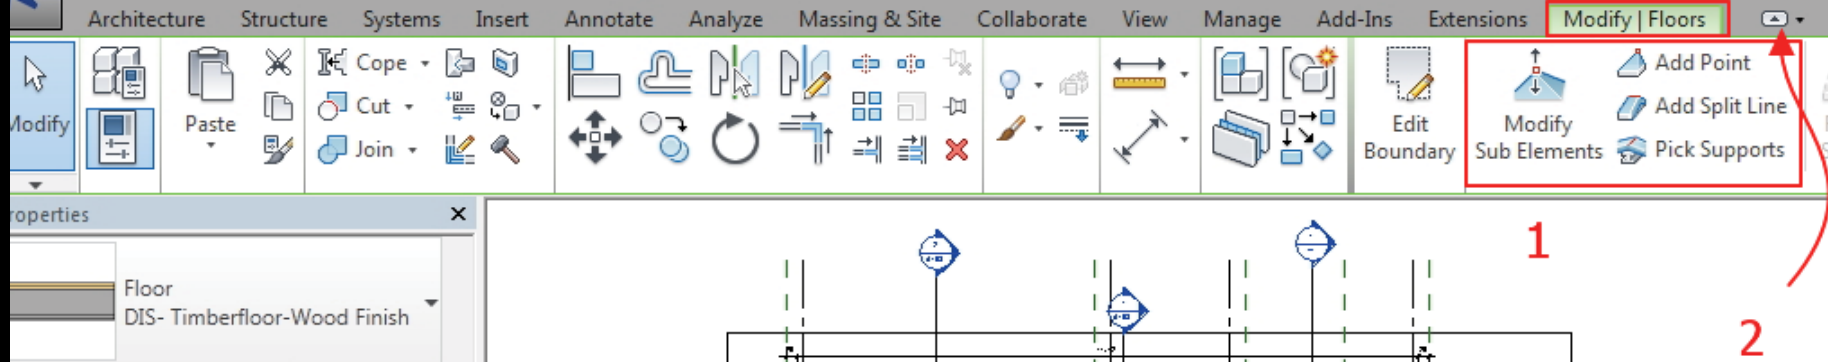 Architecture Structure Systems Insert Annotate Analyze Massing & Site Collaborate View Manage Add-Ins Extensions Modify | Floors
Cope
Add Point
Modify
Paste
Cut
Edit
Boundary
Modify
Sub Elements
Add Split Line
Join
Pick Supports
roperties
1
Floor
DIS- Timberfloor-Wood Finish
2